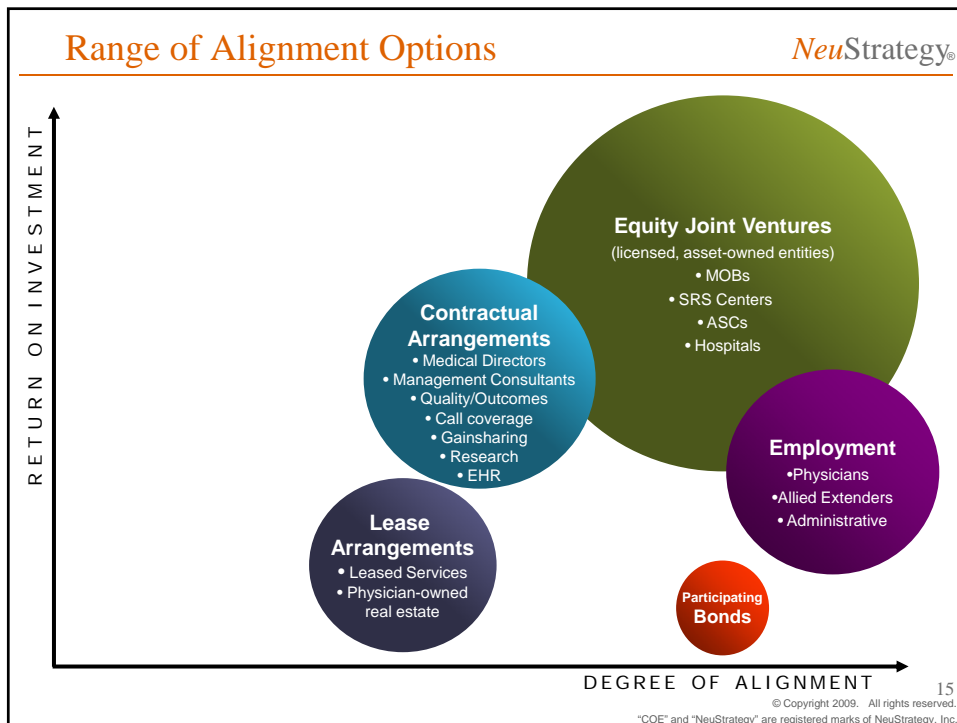 Range of Alignment Options
NeuStrategy®
RETURN ON INVESTMENT
Equity Joint Ventures
(licensed, asset-owned entities)
• MOBs
• SRS Centers
• ASCs
• Hospitals
Contractual
Arrangements
• Medical Directors
• Management Consultants
• Quality/Outcomes
• Call coverage
• Gainsharing
• Research
• EHR
Employment
•Physicians
•Allied Extenders
• Administrative
Lease
Arrangements
• Leased Services
• Physician-owned
real estate
Participating
Bonds
DEGREE OF ALIGNMENT
15
© Copyright 2009. All rights reserved.
"COE" and "NeuStrategy" are registered marks of NeuStrategy, Inc.